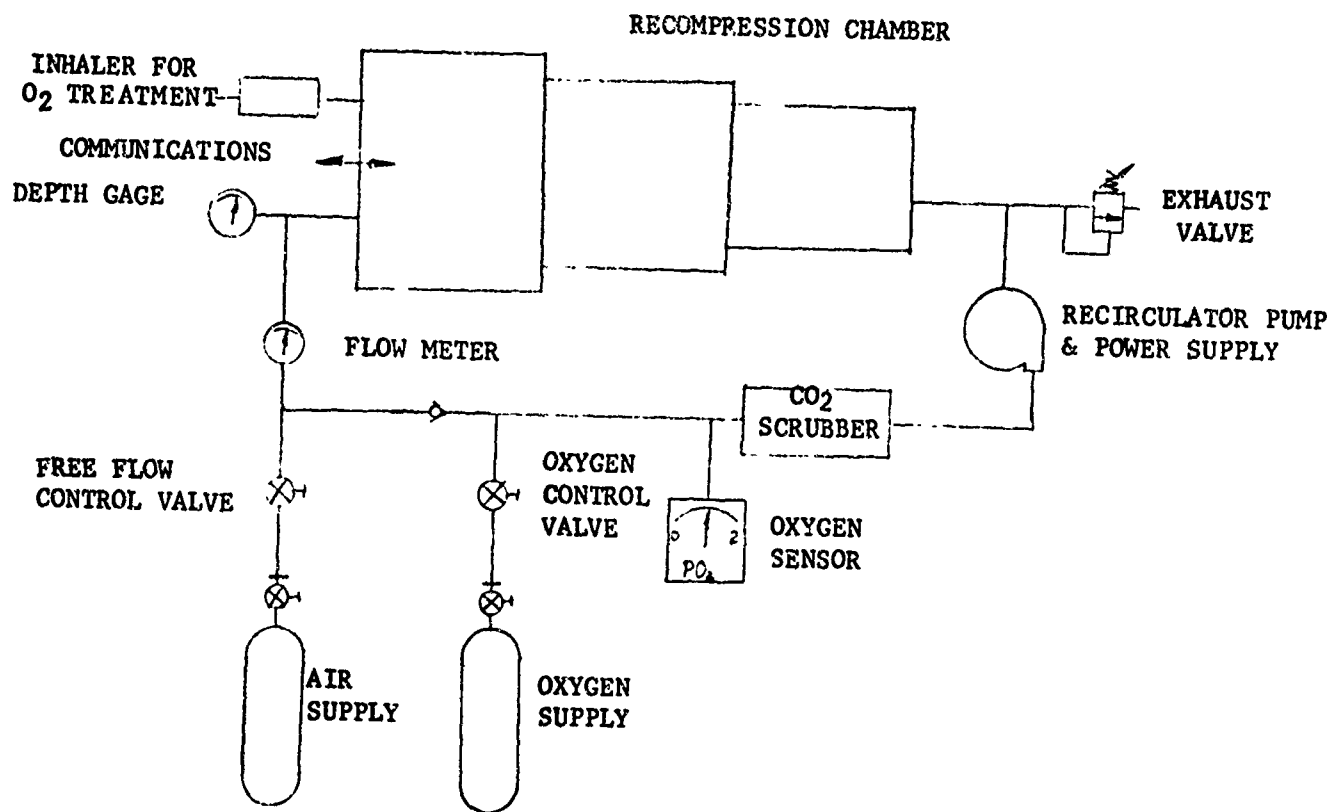 RECOMPRESSION CHAMBER
INHALER FOR
O₂ TREATMENT
COMMUNICATIONS
DEPTH GAGE
EXHAUST
VALVE
RECIRCULATOR PUMP
& POWER SUPPLY
FLOW METER
CO₂
SCRUBBER
FREE FLOW
CONTROL VALVE
OXYGEN
CONTROL
VALVE
0 2
PO₂
OXYGEN
SENSOR
AIR
SUPPLY
OXYGEN
SUPPLY